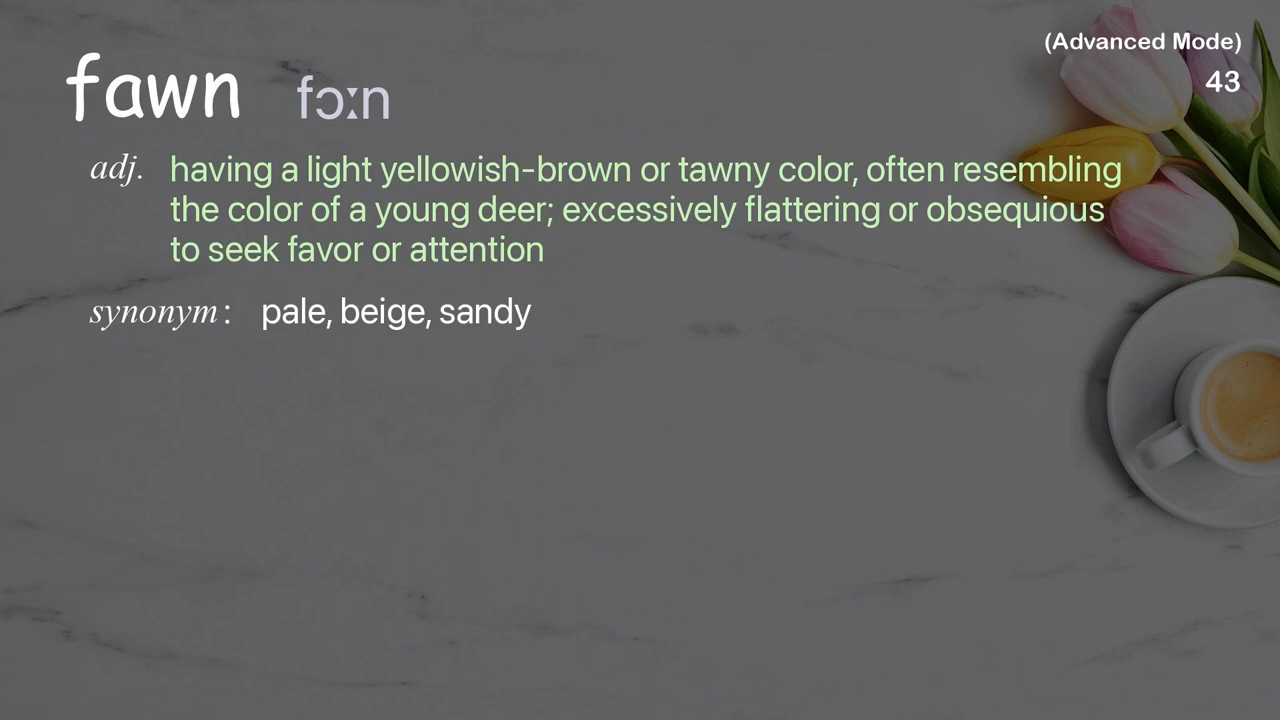 (Advanced Mode)
43
fawn fɔːn
adj. having a light yellowish-brown or tawny color, often resembling
the color of a young deer; excessively flattering or obsequious
to seek favor or attention
synonym: pale, beige, sandy